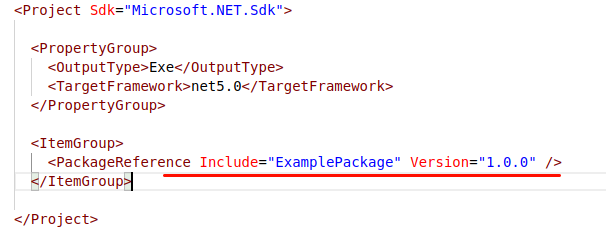 <Project Sdk="Microsoft.NET.Sdk">
<PropertyGroup>
<OutputType>Exe</OutputType>
<TargetFramework>net5.0</TargetFramework>
</PropertyGroup>
<ItemGroup>
<PackageReference Include="ExamplePackage" Version="1.0.0" />
</ItemGroup>
</Project>